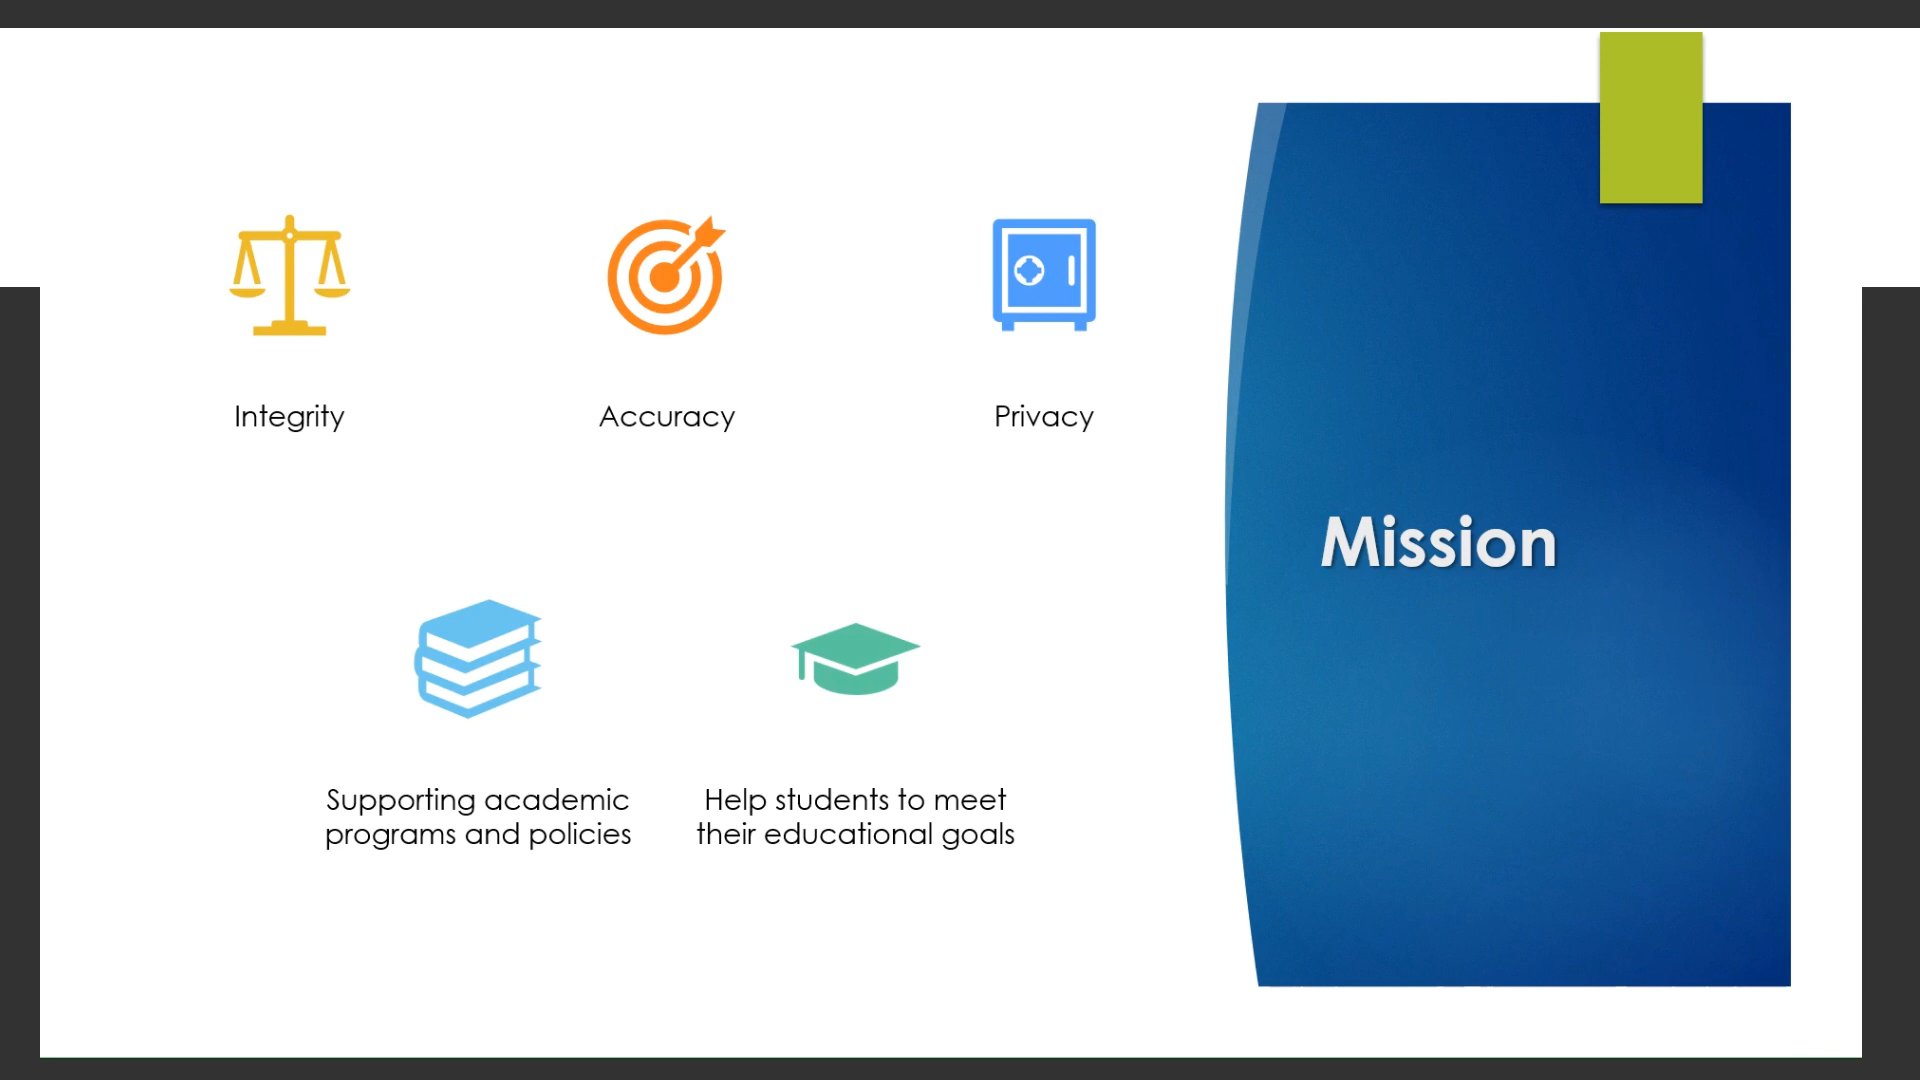 Integrity
Accuracy
Privacy
Supporting academic
programs and policies
Help students to meet
their educational goals
Mission